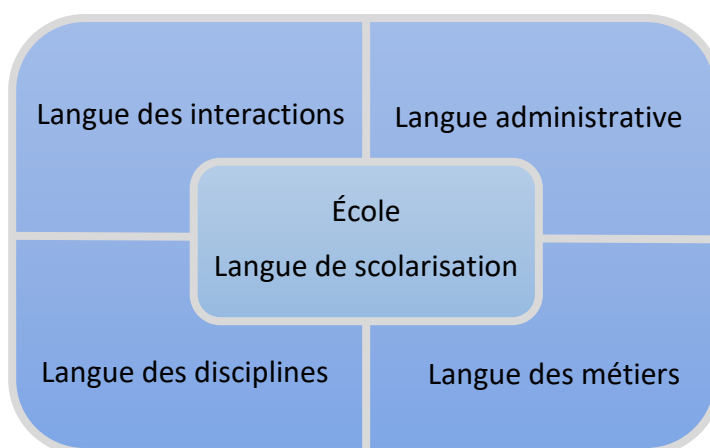 Langue des interactions
Langue administrative
École
Langue de scolarisation
Langue des disciplines
Langue des métiers